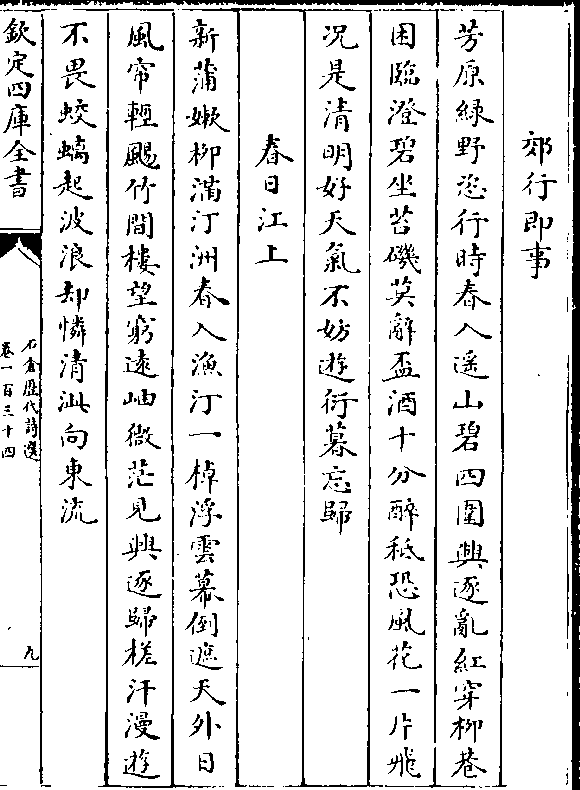 郊行即事
芳原綠野恣行時春入遥山碧四圍興逐亂紅穿柳巷
困臨澄碧坐苔磯莫辭盃酒十分醉秪恐風花一片飛
况是清明好天氣不妨遊衍暮忘歸
春日江上
新蒲嫰柳滿汀洲春入漁汀一棹浮雲幕倒遮天外日
風帘輕颺竹間樓望窮遠岫微茫見興逐歸槎汗漫遊
不畏蛟螭起波浪却憐清泚向東流
欽定四庫全書
石倉歷代詩選
卷一百三十四
九